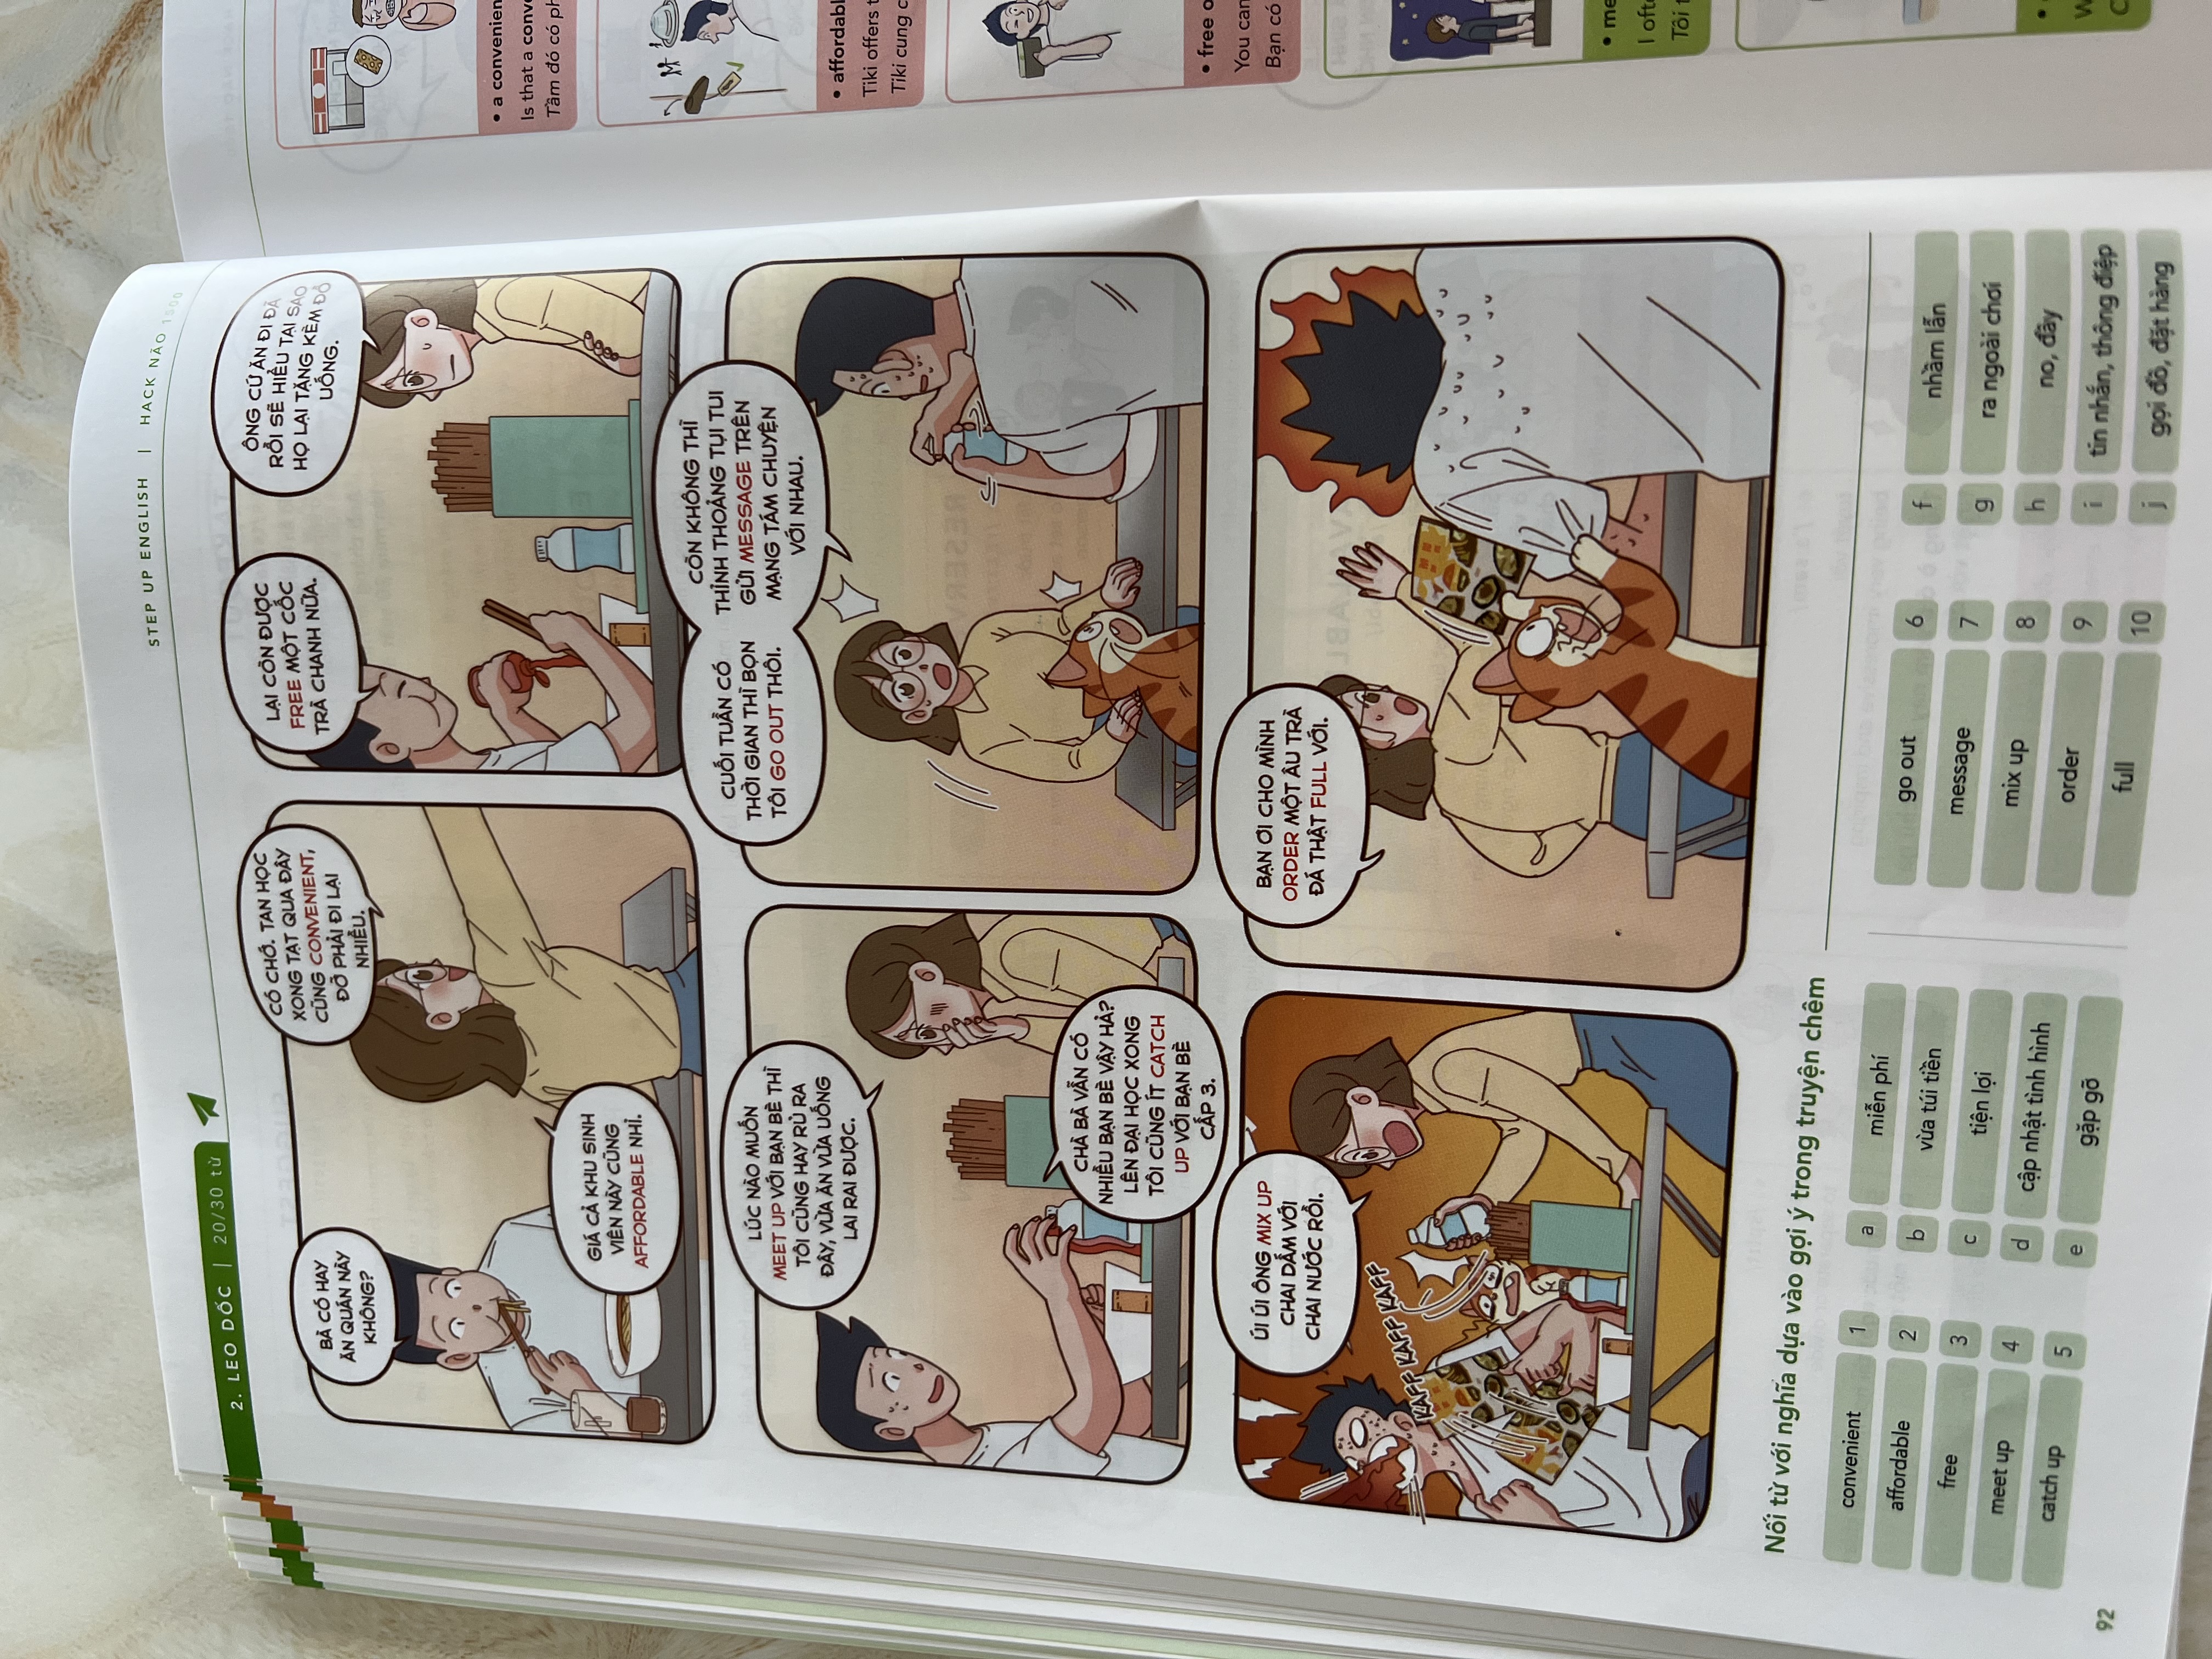 STEP UP ENGLISH | HACK NÃO 1500
2. LEO DỐC | 20/30 từ
BÀ CÓ HAY
ĂN QUÁN NÀY
KHÔNG?
CÓ CHỚ. TAN HỌC
XONG TẠT QUA ĐÂY
CŨNG CONVENIENT,
ĐỠ PHẢI ĐI LẠI
NHIỀU.
GIÁ CẢ KHU SINH
VIÊN NÀY CŨNG
AFFORDABLE NHỈ.
LẠI CÒN ĐƯỢC
FREE MỘT CỐC
TRÀ CHANH NỮA.
ÔNG CỨ ĂN ĐI ĐÃ
RỒI SẼ HIỂU TẠI SAO
HỌ LẠI TẶNG KÈM ĐỒ
UỐNG.
LÚC NÀO MUỐN
MEET UP VỚI BẠN BÈ THÌ
TÔI CŨNG HAY RỦ RA
ĐÂY, VỪA ĂN VỪA UỐNG
LAI RAI ĐƯỢC.
CHÀ BÀ VẪN CÓ
NHIỀU BẠN BÈ VẬY HẢ?
LÊN ĐẠI HỌC XONG
TÔI CŨNG ÍT CATCH
UP VỚI BẠN BÈ
CẤP 3.
CUỐI TUẦN CÓ
THỜI GIAN THÌ BỌN
TÔI GO OUT THÔI.
CÒN KHÔNG THÌ
THỈNH THOẢNG TỤI TUI
GỬI MESSAGE TRÊN
MẠNG TÁM CHUYỆN
VỚI NHAU.
ÚI ÚI ÔNG MIX UP
CHAI DẤM VỚI
CHAI NƯỚC RỒI.
KAFF KAFF KAFF
BẠN ƠI CHO MÌNH
ORDER MỘT ÂU TRÀ
ĐÁ THẬT FULL VỚI.
Nối từ với nghĩa dựa vào gợi ý trong truyện chêm
convenient 1 a miễn phí
affordable 2 b vừa túi tiền
free 3 c tiện lợi
meet up 4 d cập nhật tình hình
catch up 5 e gặp gỡ
go out 6 f nhầm lẫn
message 7 g ra ngoài chơi
mix up 8 h no, đầy
order 9 i tin nhắn, thông điệp
full 10 j gọi đồ, đặt hàng
92
• a
Is that a
Tầm đó có
•
Tiki offers
Tiki cung
• free
You can
Bạn có
•
I
Tôi